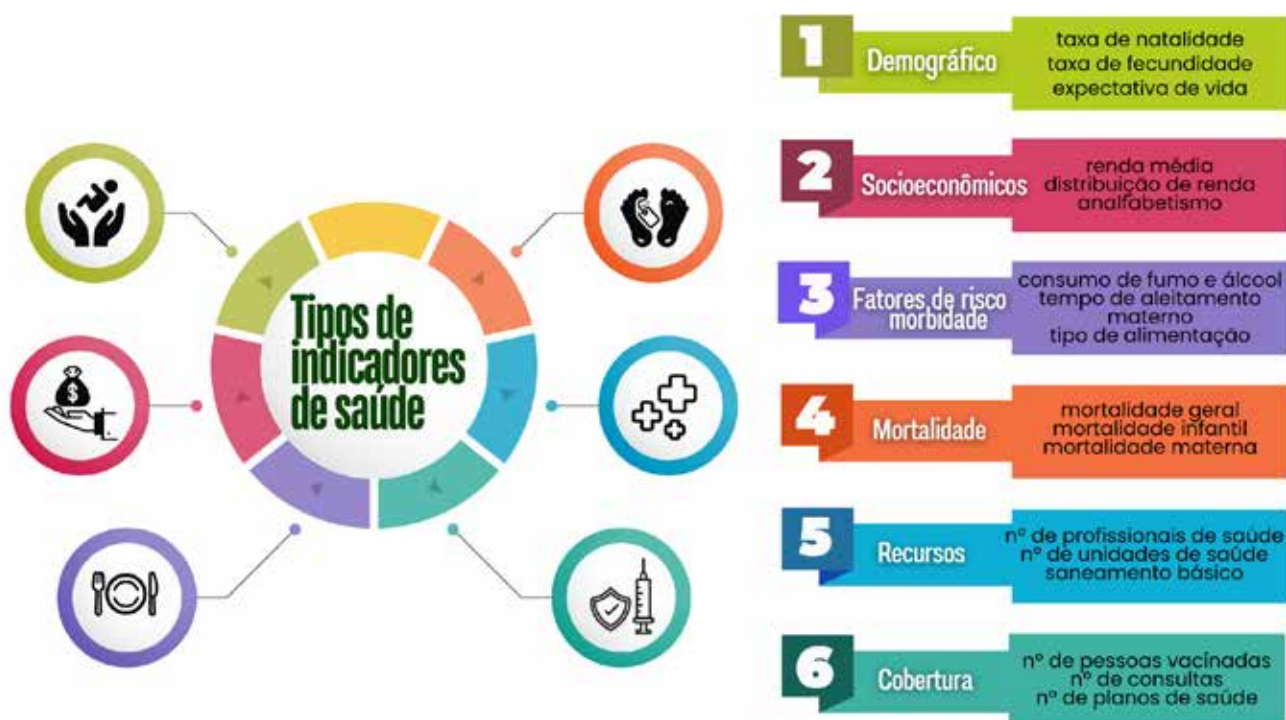 Tipos de
indicadores
de saúde
1
Demográfico
taxa de natalidade
taxa de fecundidade
expectativa de vida
2
Socioeconômicos
renda média
distribuição de renda
analfabetismo
3
Fatores de risco
morbidade
consumo de fumo e álcool
tempo de aleitamento
materno
tipo de alimentação
4
Mortalidade
mortalidade geral
mortalidade infantil
mortalidade materna
5
Recursos
nº de profissionais de saúde
nº de unidades de saúde
saneamento básico
6
Cobertura
nº de pessoas vacinadas
nº de consultas
nº de planos de saúde